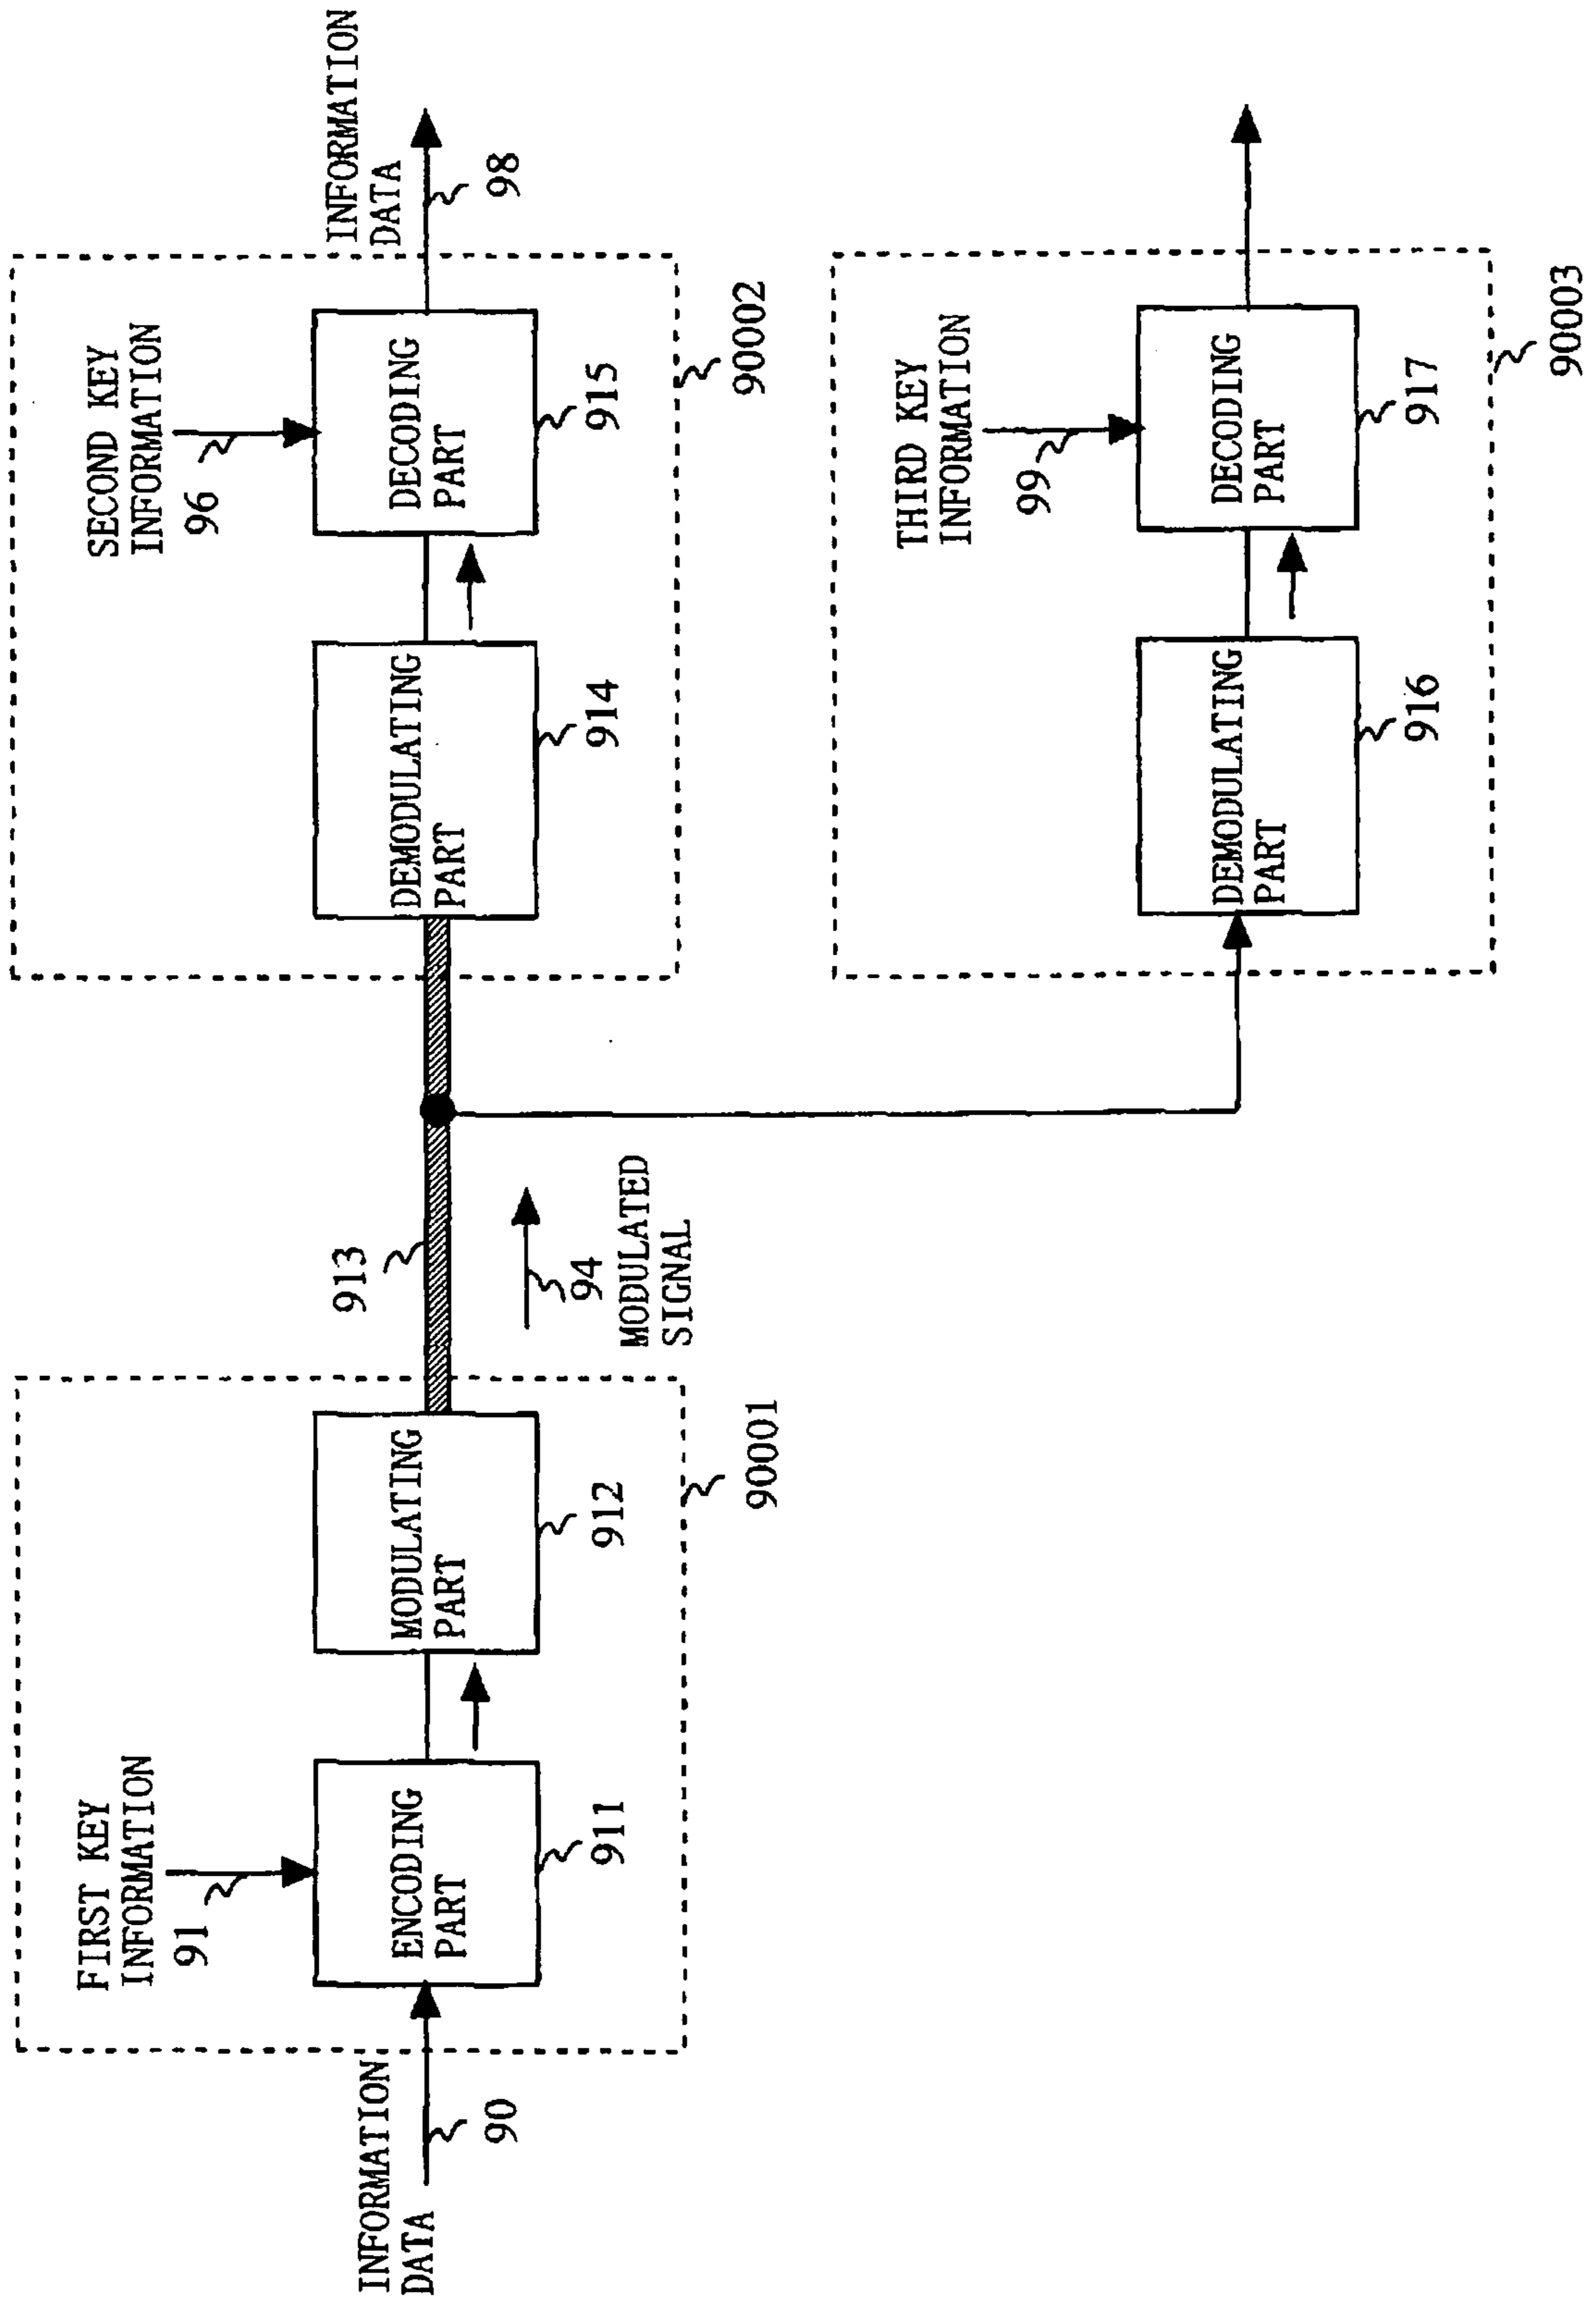 FIRST KEY
INFORMATION
91
INFORMATION
DATA
90
ENCODING
PART
911
MODULATING
PART
912
90001
913
94
MODULATED
SIGNAL
SECOND KEY
INFORMATION
96
DEMODULATING
PART
914
DECODING
PART
915
90002
INFORMATION
DATA
98
THIRD KEY
INFORMATION
99
DEMODULATING
PART
916
DECODING
PART
917
90003